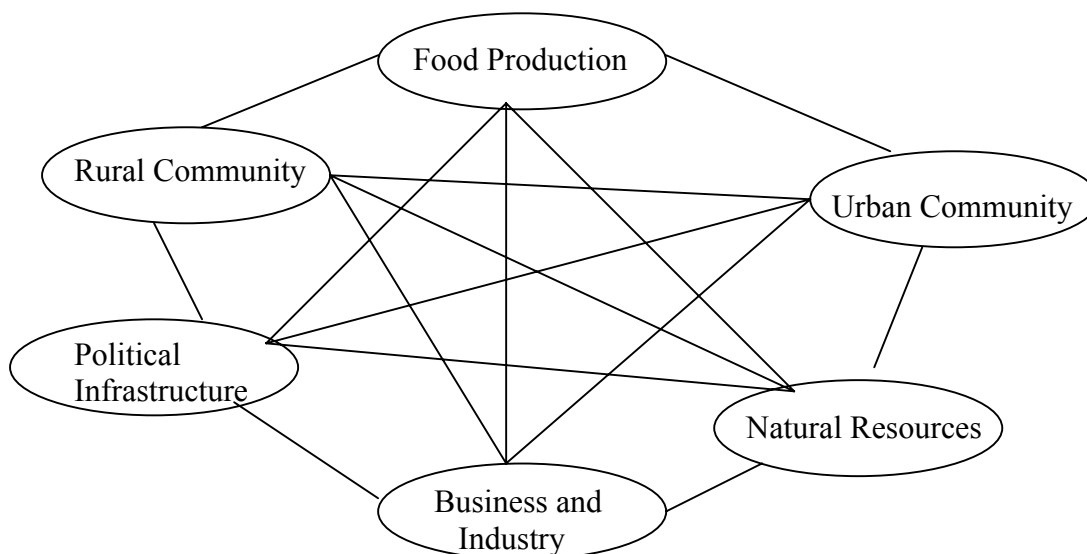 Food Production
Rural Community
Urban Community
Political
Infrastructure
Natural Resources
Business and
Industry